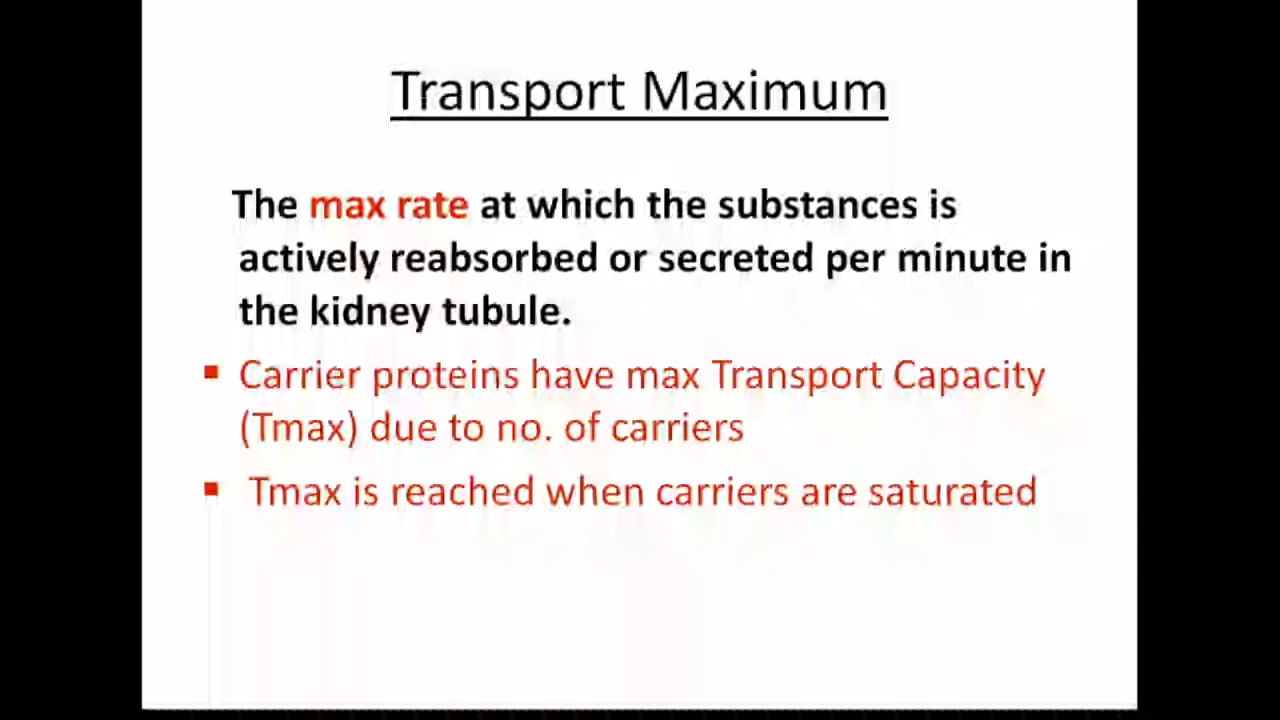 Transport Maximum
The max rate at which the substances is
actively reabsorbed or secreted per minute in
the kidney tubule.
▪ Carrier proteins have max Transport Capacity
(Tmax) due to no. of carriers
▪ Tmax is reached when carriers are saturated